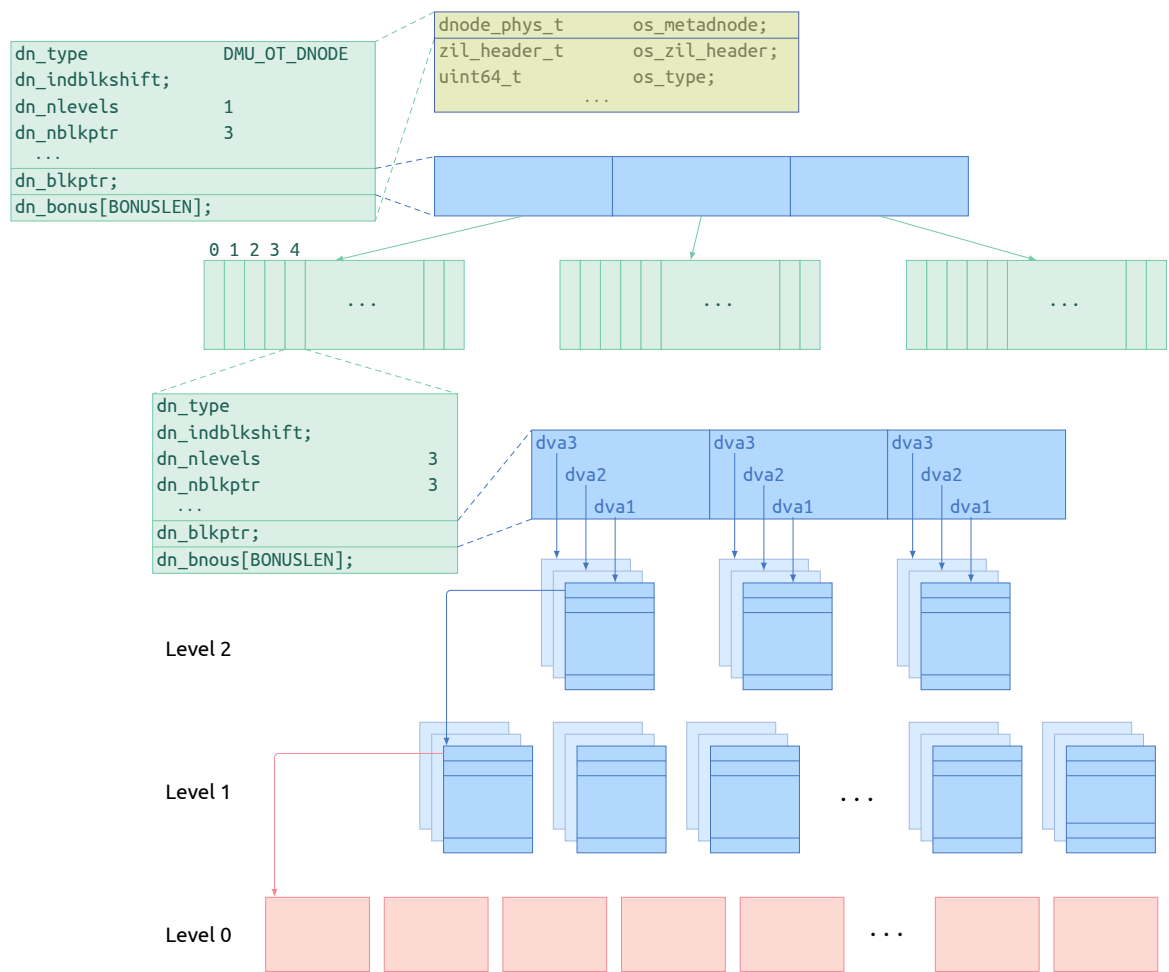 dnode_phys_t os_metadnode;
zil_header_t os_zil_header;
uint64_t os_type;
...
dn_type DMU_OT_DNODE
dn_indblkshift;
dn_nlevels 1
dn_nblkptr 3
...
dn_blkptr;
dn_bonus[BONUSLEN];
0 1 2 3 4
... ... ...
dn_type
dn_indblkshift;
dn_nlevels 3
dn_nblkptr 3
...
dn_blkptr;
dn_bnous[BONUSLEN];
dva3 dva3 dva3
dva2 dva2 dva2
dva1 dva1 dva1
Level 2
Level 1 ...
Level 0 ...